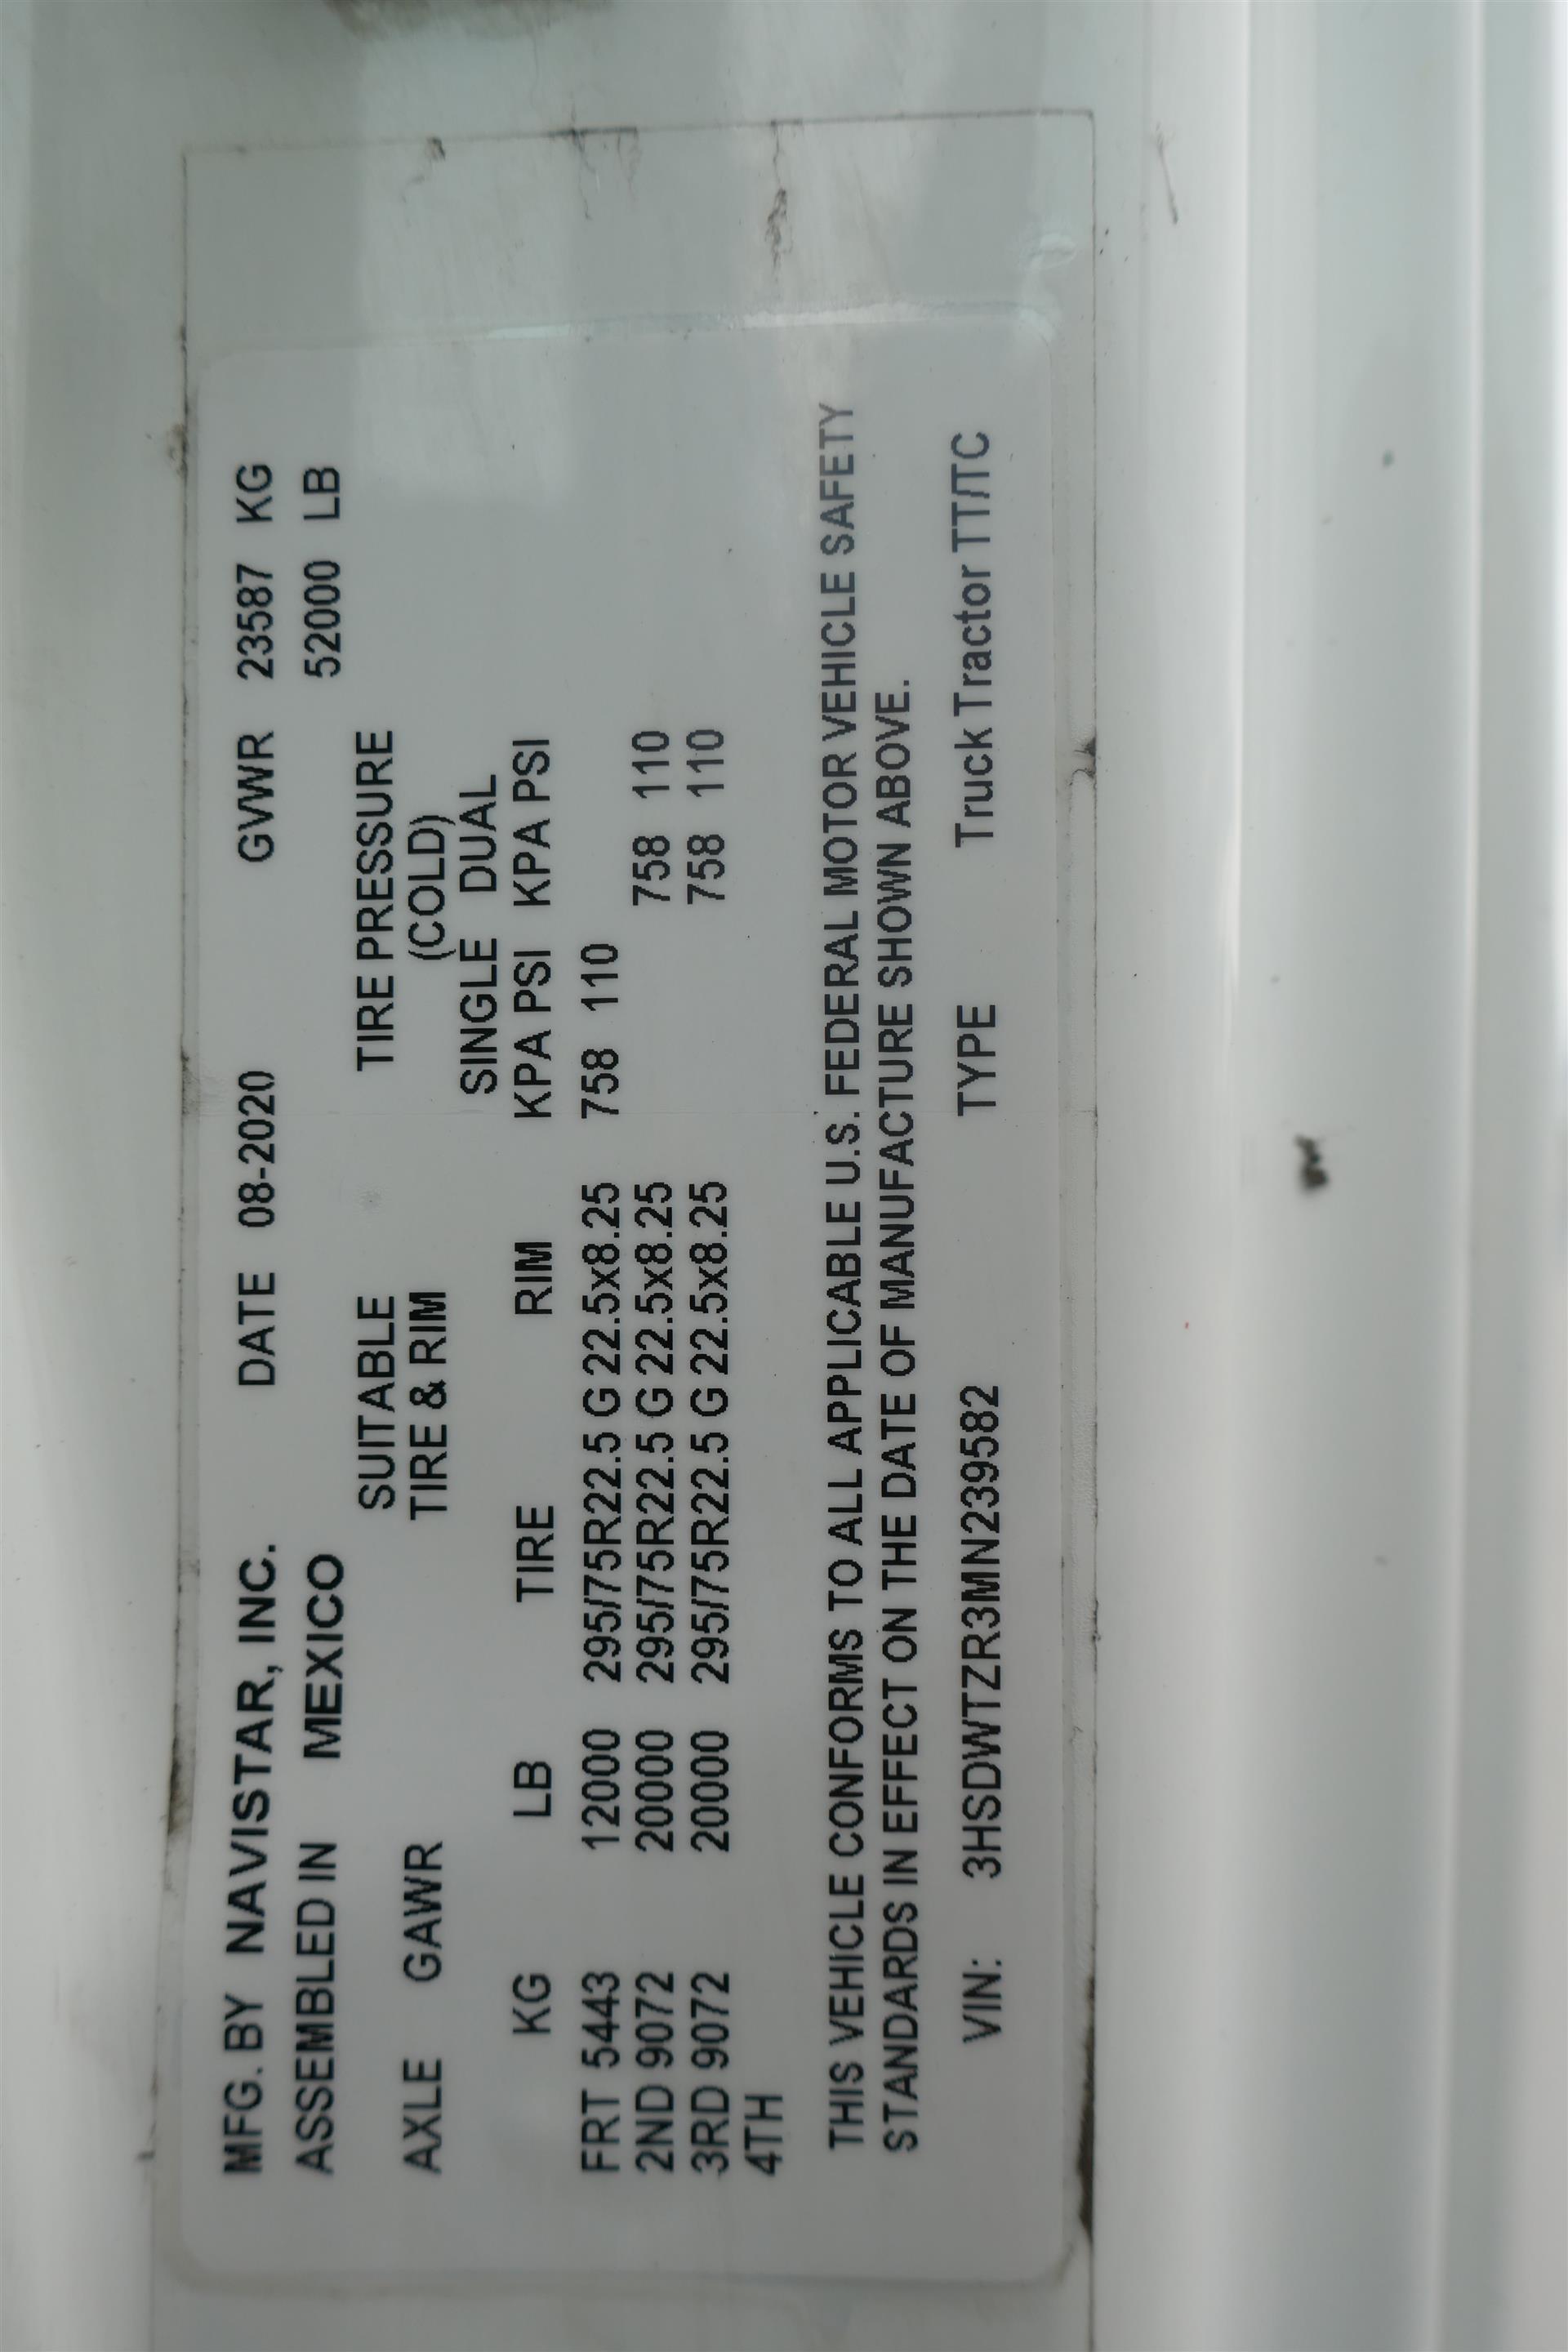 MFG. BY NAVISTAR, INC. DATE 08-2020 GVWR 23587 KG
ASSEMBLED IN MEXICO 52000 LB
SUITABLE TIRE PRESSURE
AXLE GAWR TIRE & RIM (COLD)
SINGLE DUAL
KG LB TIRE RIM KPA PSI KPA PSI
FRT 5443 12000 295/75R22.5 G 22.5x8.25 758 110
2ND 9072 20000 295/75R22.5 G 22.5x8.25 758 110
3RD 9072 20000 295/75R22.5 G 22.5x8.25 758 110
4TH
THIS VEHICLE CONFORMS TO ALL APPLICABLE U.S. FEDERAL MOTOR VEHICLE SAFETY
STANDARDS IN EFFECT ON THE DATE OF MANUFACTURE SHOWN ABOVE.
VIN: 3HSDWTZR3MN239582 TYPE Truck Tractor TT/TC